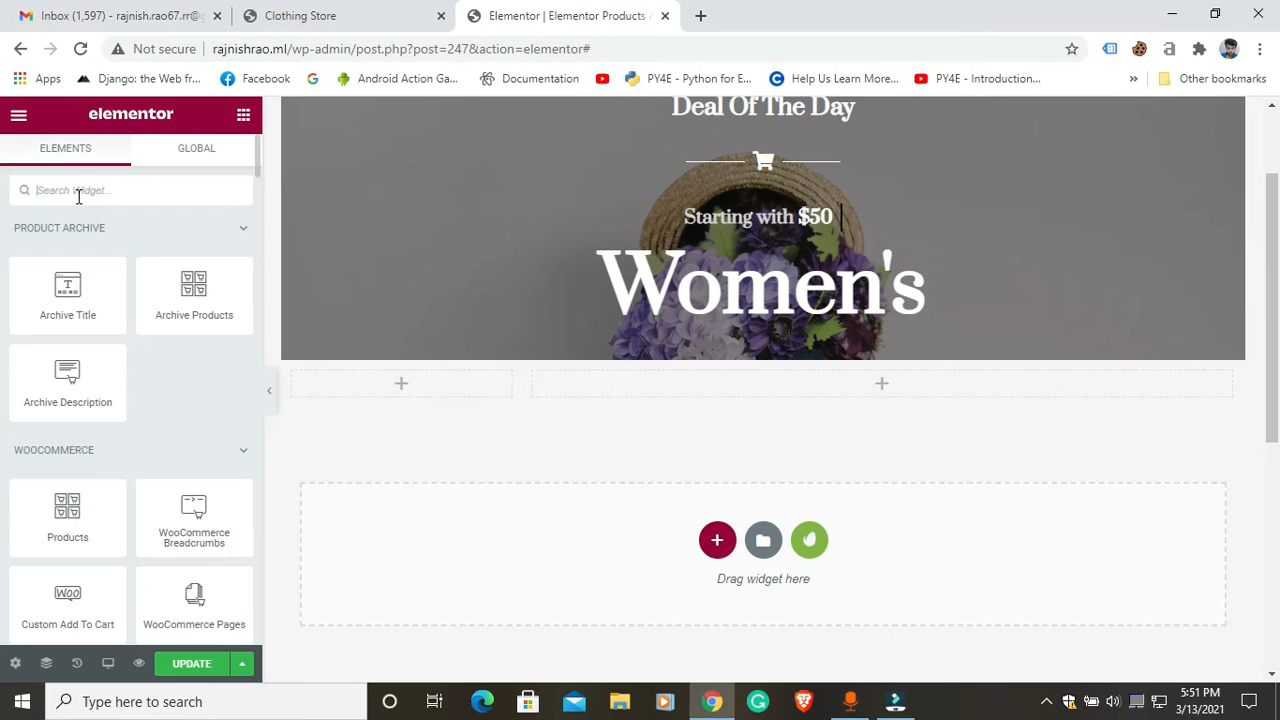 Inbox (1,597) - rajnish.rao67.rr@g
Clothing Store
Elementor | Elementor Products A
Not secure
rajnishrao.ml/wp-admin/post.php?post=247&action=elementor#
Apps
Django: the Web fr...
Facebook
Android Action Ga...
Documentation
PY4E - Python for E...
Help Us Learn More...
PY4E - Introduction...
»
Other bookmarks
elementor
ELEMENTS
GLOBAL
Search Widget...
PRODUCT ARCHIVE
Archive Title
Archive Products
Archive Description
WOOCOMMERCE
Products
WooCommerce
Breadcrumbs
Woo
Custom Add To Cart
WooCommerce Pages
UPDATE
Deal Of The Day
Starting with $50
Women's
Drag widget here
Type here to search
5:51 PM
3/13/2021